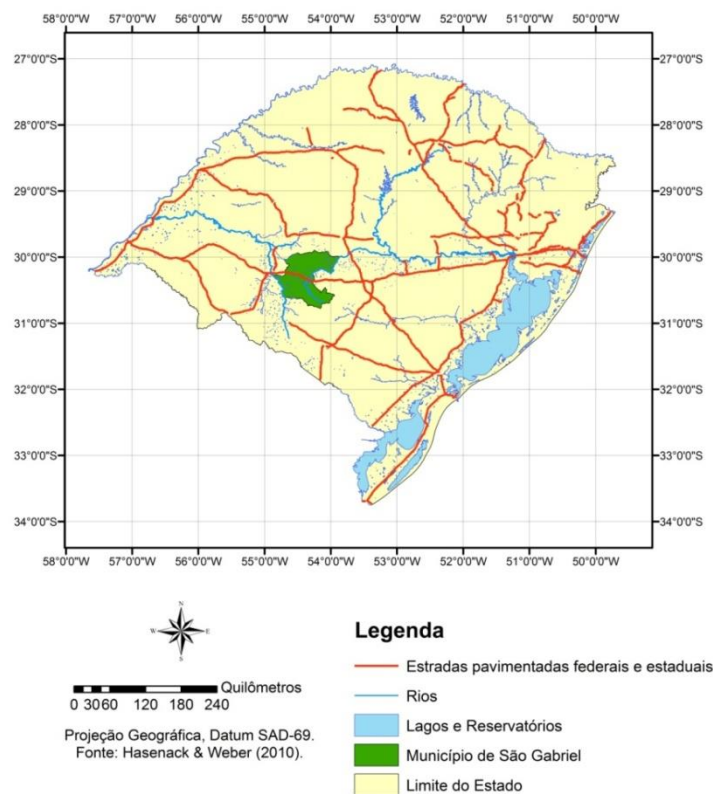 58°0'0"W 57°0'0"W 56°0'0"W 55°0'0"W 54°0'0"W 53°0'0"W 52°0'0"W 51°0'0"W 50°0'0"W
27°0'0"S 27°0'0"S
28°0'0"S 28°0'0"S
29°0'0"S 29°0'0"S
30°0'0"S 30°0'0"S
31°0'0"S 31°0'0"S
32°0'0"S 32°0'0"S
33°0'0"S 33°0'0"S
34°0'0"S 34°0'0"S
58°0'0"W 57°0'0"W 56°0'0"W 55°0'0"W 54°0'0"W 53°0'0"W 52°0'0"W 51°0'0"W 50°0'0"W
N
W E
S
Quilômetros
0 3060 120 180 240
Projeção Geográfica, Datum SAD-69.
Fonte: Hasenack & Weber (2010).
Legenda
Estradas pavimentadas federais e estaduais
Rios
Lagos e Reservatórios
Município de São Gabriel
Limite do Estado